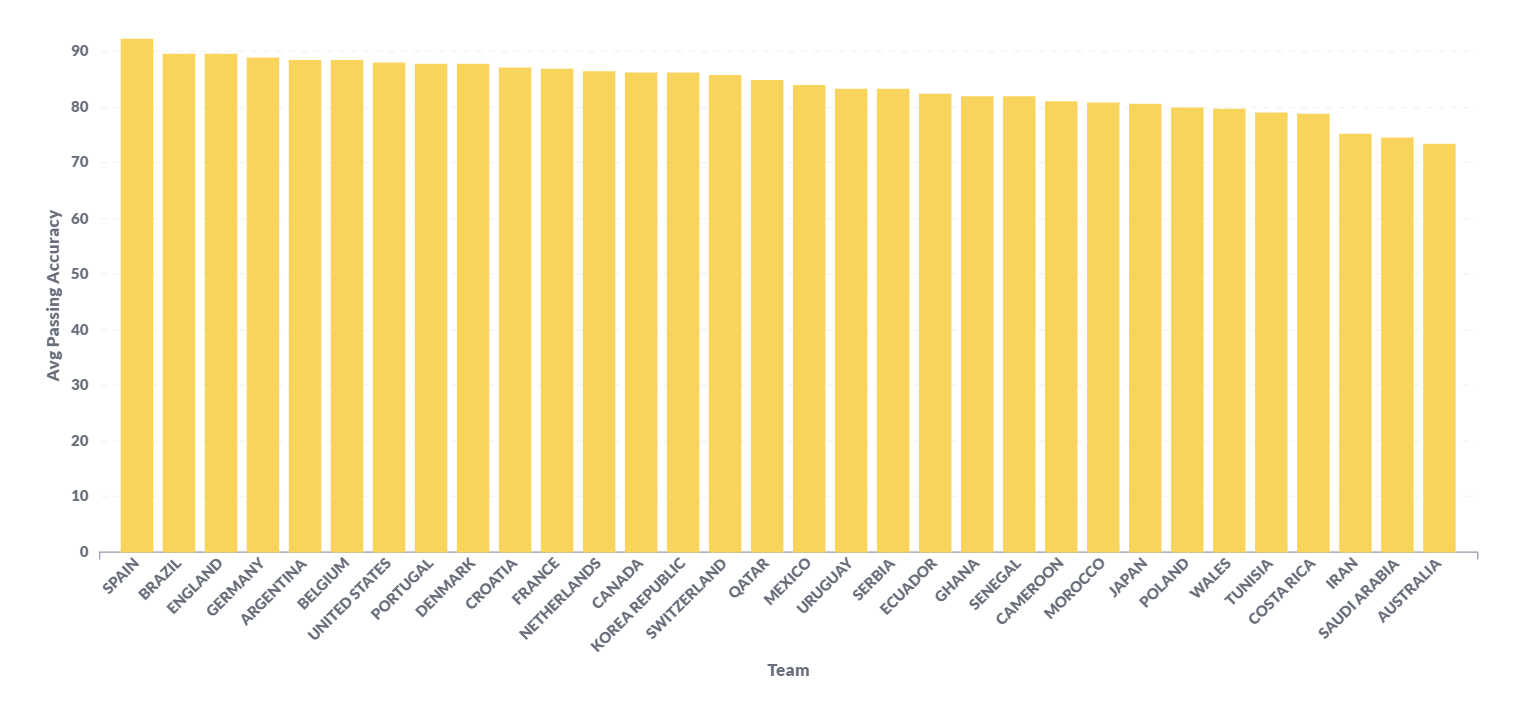 90
80
70
60
50
40
30
20
10
0
Avg Passing Accuracy
SPAIN
BRAZIL
ENGLAND
GERMANY
ARGENTINA
BELGIUM
UNITED STATES
PORTUGAL
DENMARK
CROATIA
FRANCE
NETHERLANDS
CANADA
KOREA REPUBLIC
SWITZERLAND
QATAR
MEXICO
URUGUAY
SERBIA
ECUADOR
GHANA
SENEGAL
CAMEROON
MOROCCO
JAPAN
POLAND
WALES
TUNISIA
COSTA RICA
IRAN
SAUDI ARABIA
AUSTRALIA
Team